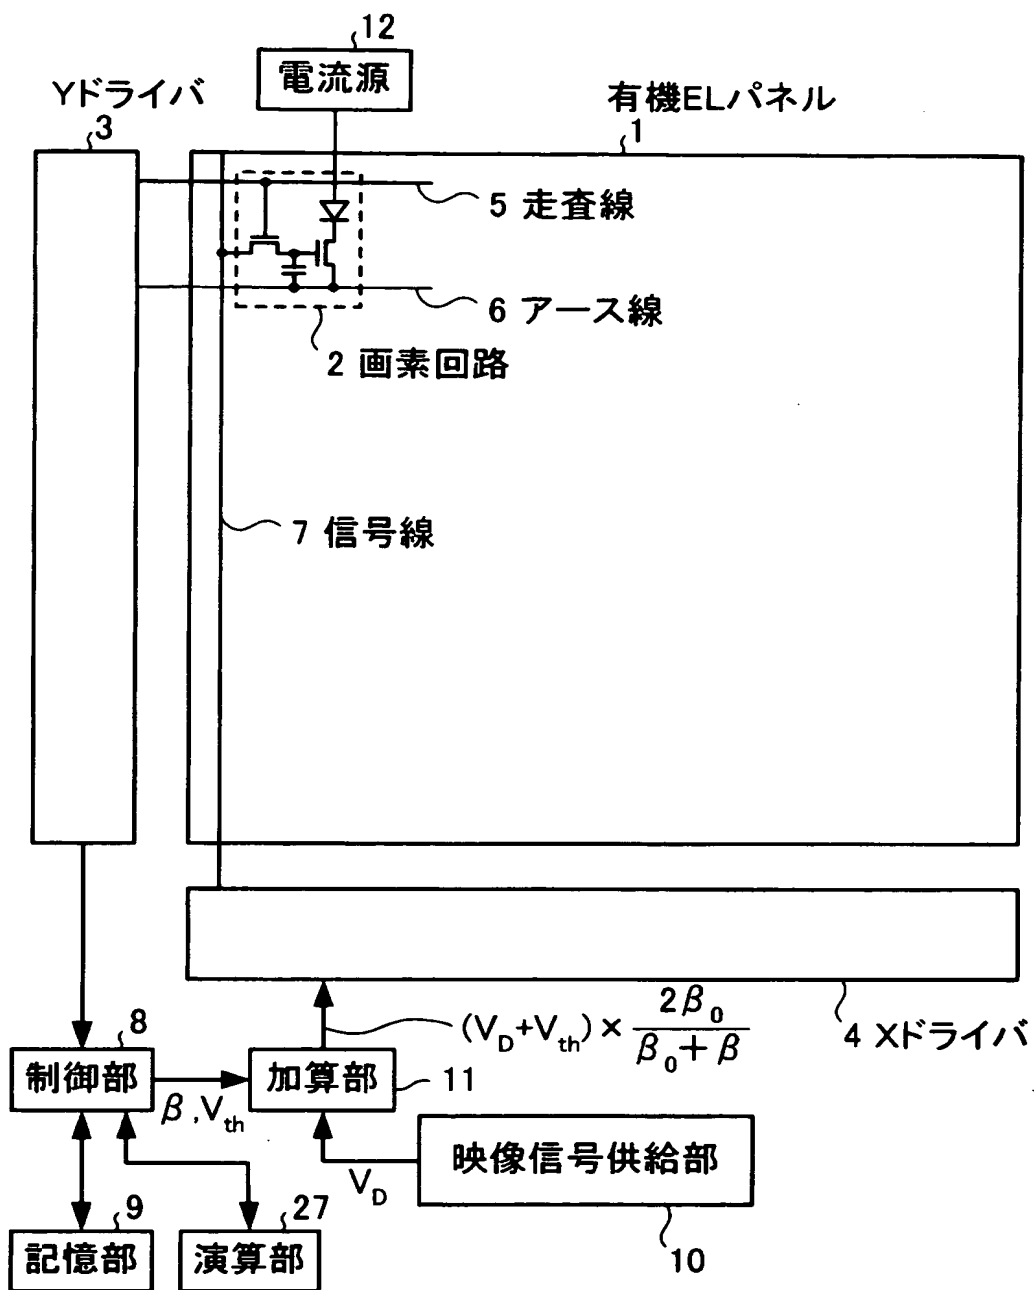 12
電流源
Yドライバ
3
有機ELパネル
1
5 走査線
6 アース線
2 画素回路
7 信号線
(V_D+V_th) × 2β_0 / (β_0+β)
4 Xドライバ
8
制御部
β,V_th
加算部
11
映像信号供給部
V_D
10
9
記憶部
27
演算部